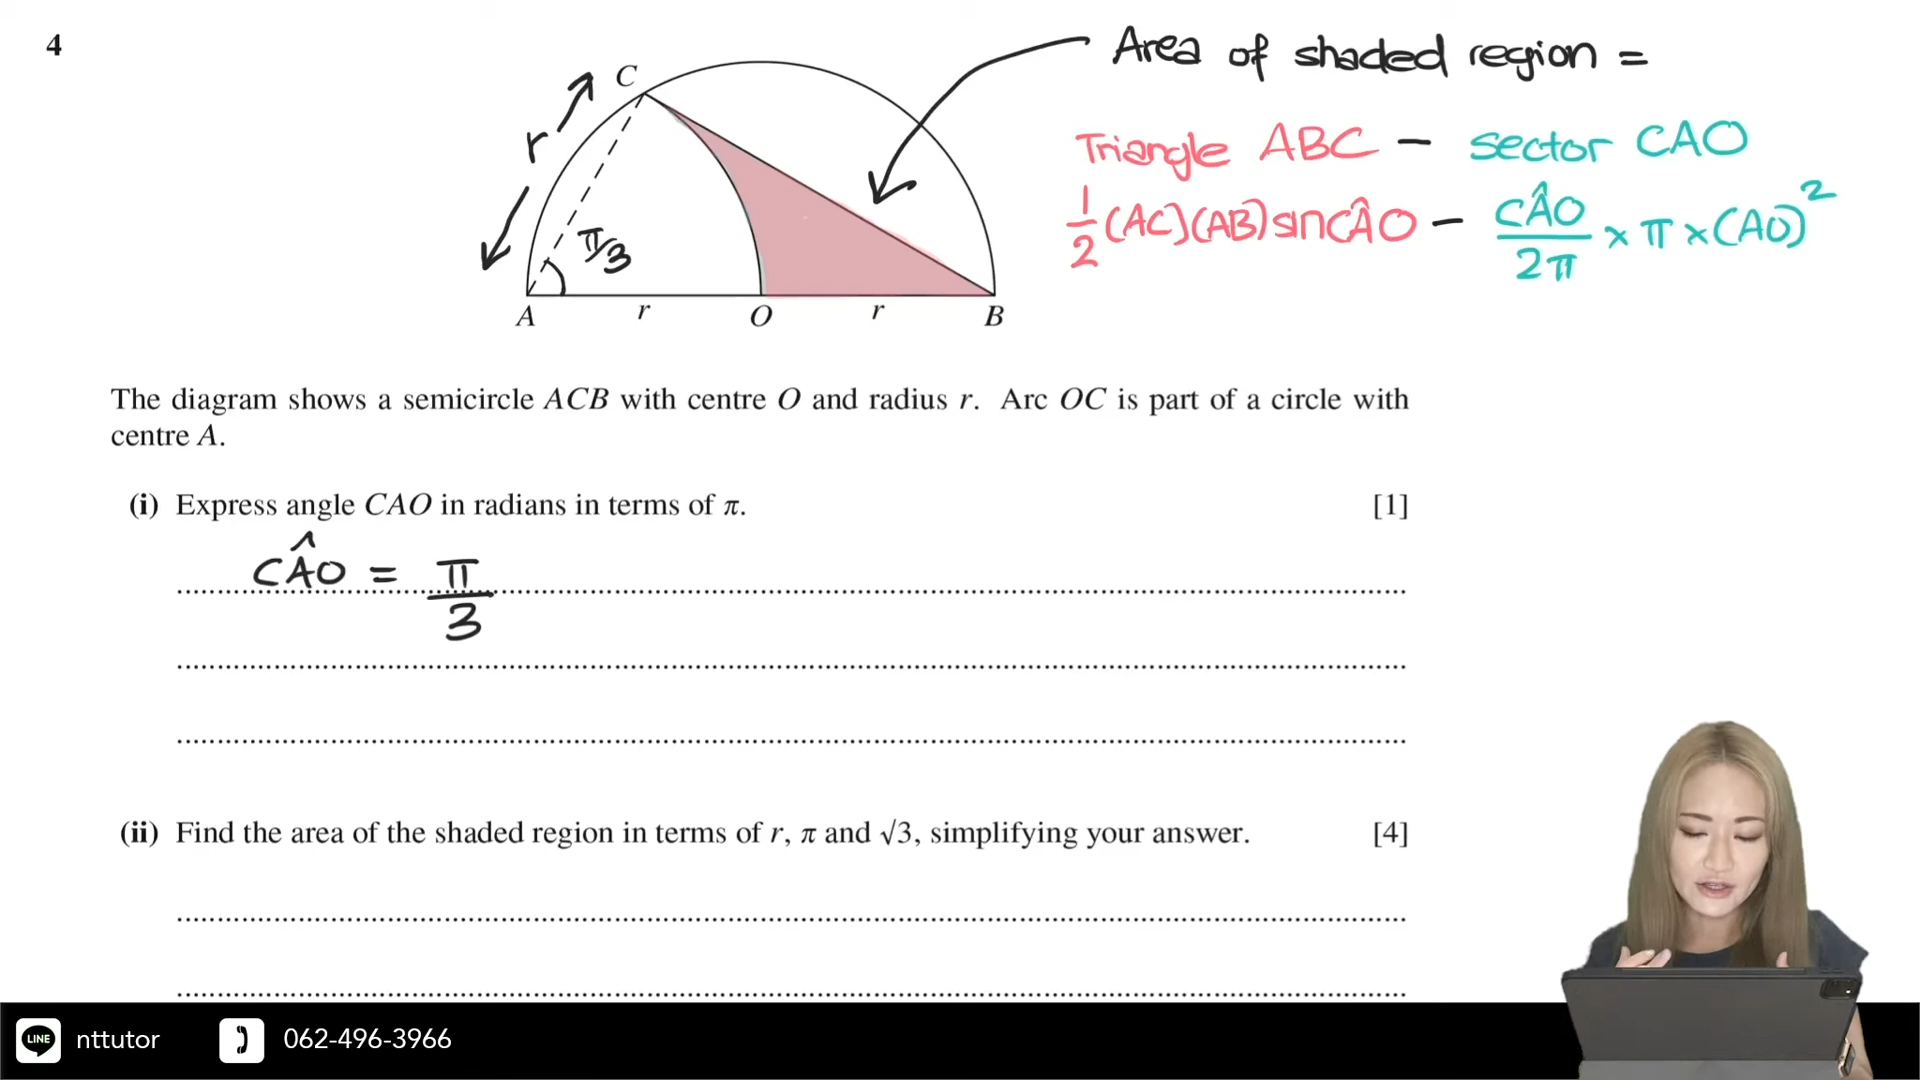 4
C
r
π/3
A r O r B
Area of shaded region =
Triangle ABC − sector CAO
1/2 (AC)(AB) sin CÂO − CÂO/2π × π × (AO)²
The diagram shows a semicircle ACB with centre O and radius r. Arc OC is part of a circle with
centre A.
(i) Express angle CAO in radians in terms of π. [1]
CÂO = π/3
(ii) Find the area of the shaded region in terms of r, π and √3, simplifying your answer. [4]
LINE nttutor 062-496-3966